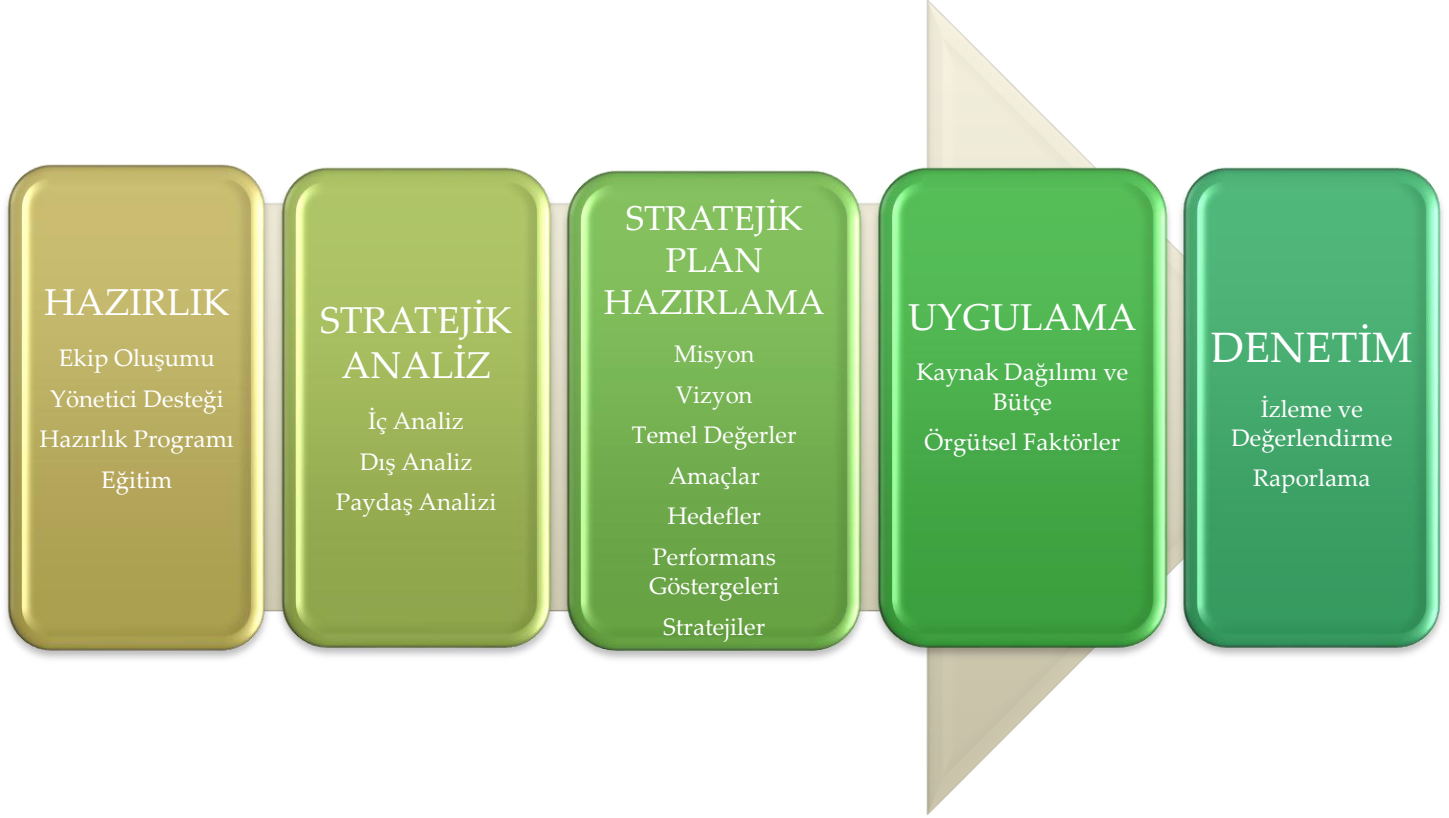 HAZIRLIK
Ekip Oluşumu
Yönetici Desteği
Hazırlık Programı
Eğitim
STRATEJİK
ANALİZ
İç Analiz
Dış Analiz
Paydaş Analizi
STRATEJİK
PLAN
HAZIRLAMA
Misyon
Vizyon
Temel Değerler
Amaçlar
Hedefler
Performans
Göstergeleri
Stratejiler
UYGULAMA
Kaynak Dağılımı ve
Bütçe
Örgütsel Faktörler
DENETİM
İzleme ve
Değerlendirme
Raporlama